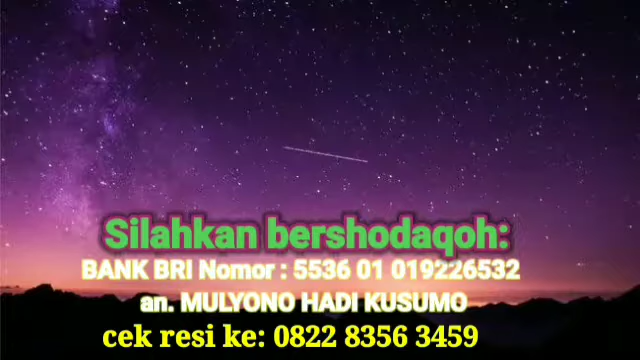 Silahkan bershodaqoh:
BANK BRI Nomor : 5536 01 019226532
an. MULYONO HADI KUSUMO
cek resi ke: 0822 8356 3459